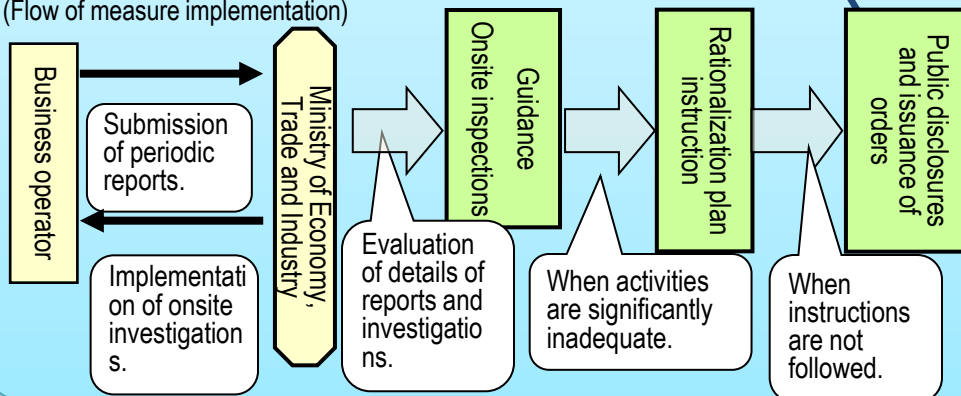 (Flow of measure implementation)
Business operator
Submission
of periodic
reports.
Implementati
on of onsite
investigation
s.
Ministry of Economy,
Trade and Industry
Evaluation
of details of
reports and
investigatio
ns.
Guidance
Onsite inspections
When activities
are significantly
inadequate.
Rationalization plan
instruction
When
instructions
are not
followed.
Public disclosures
and issuance of
orders